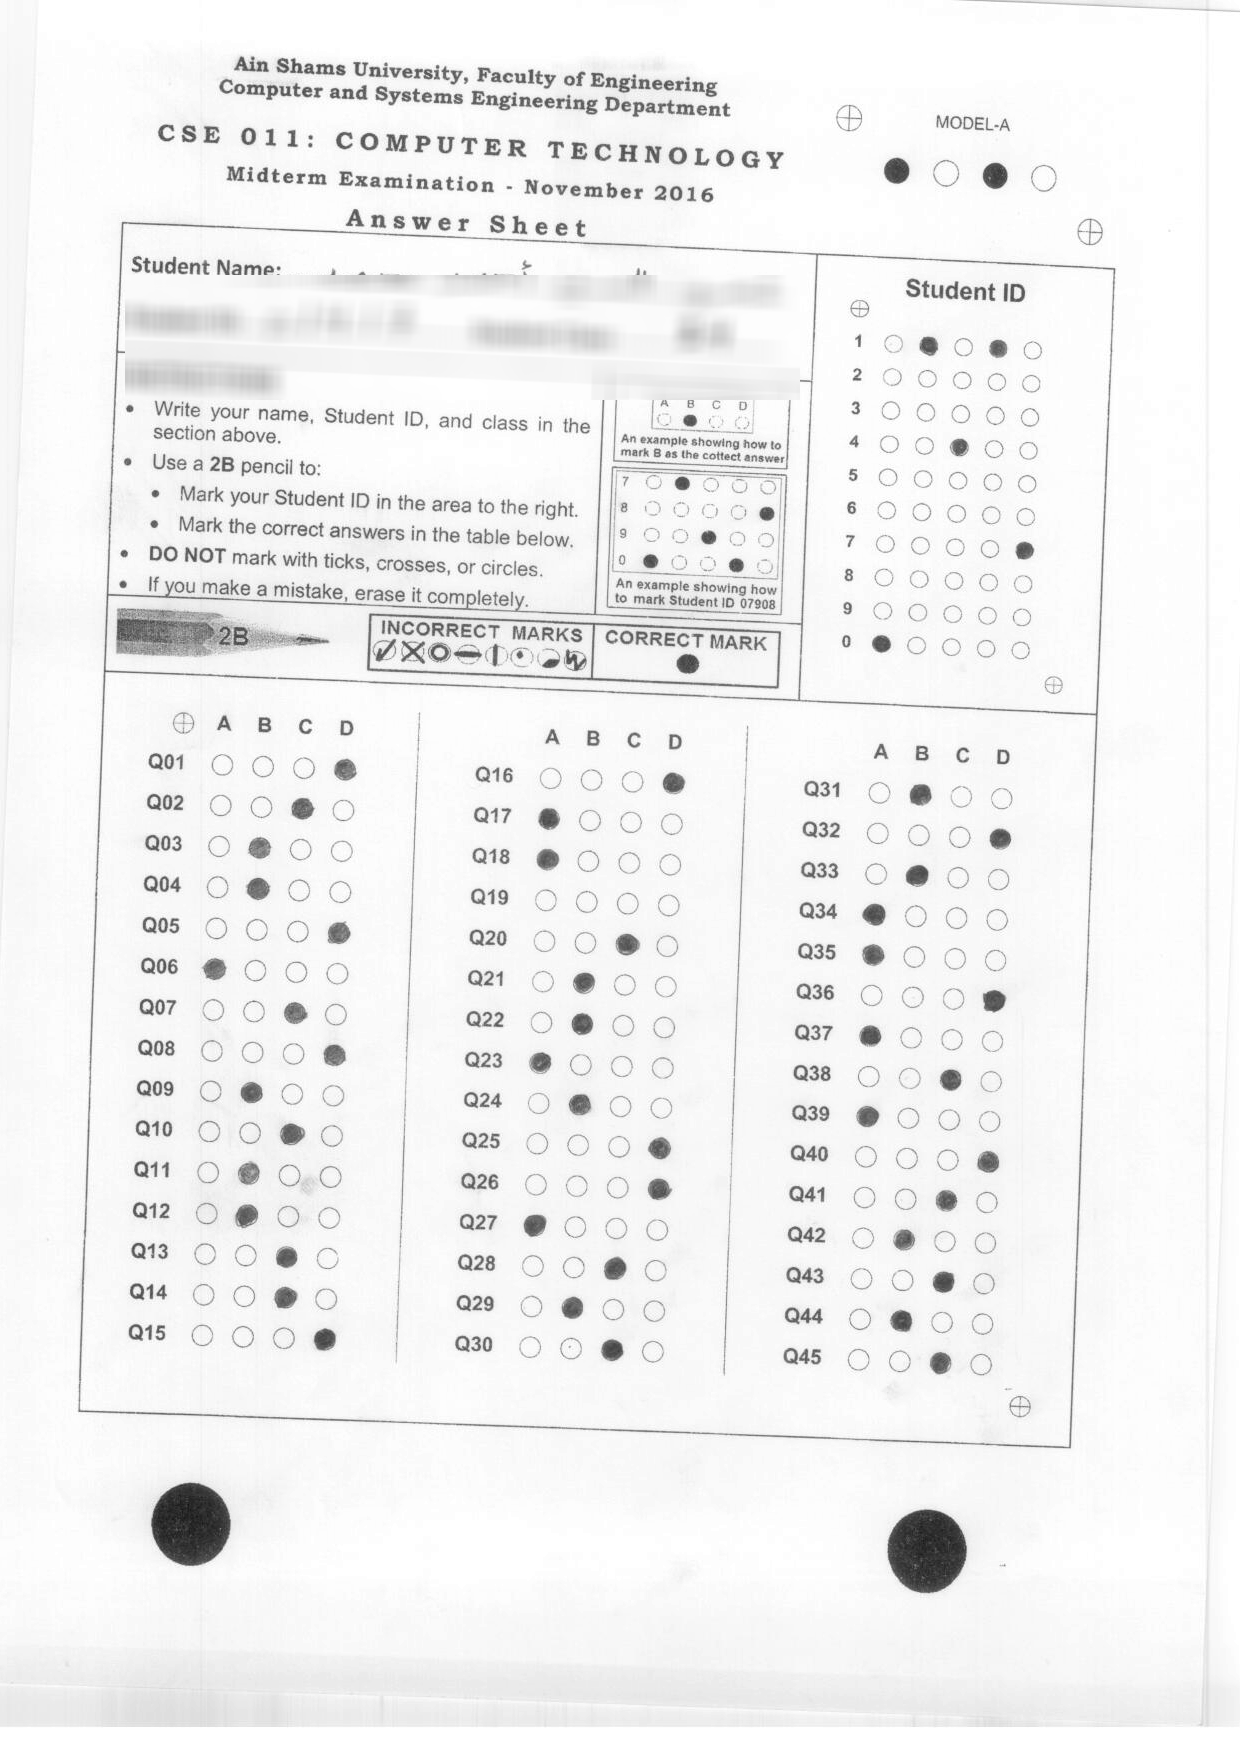 Ain Shams University, Faculty of Engineering
Computer and Systems Engineering Department
CSE 011: COMPUTER TECHNOLOGY
Midterm Examination - November 2016
Answer Sheet
MODEL-A
Student Name:
Student ID
1
2
3
4
5
6
7
8
9
0
• Write your name, Student ID, and class in the
section above.
• Use a 2B pencil to:
• Mark your Student ID in the area to the right.
• Mark the correct answers in the table below.
• DO NOT mark with ticks, crosses, or circles.
• If you make a mistake, erase it completely.
A B C D
An example showing how to
mark B as the cottect answer
7
8
9
0
An example showing how
to mark Student ID 07908
2B
INCORRECT MARKS
CORRECT MARK
A B C D
Q01
Q02
Q03
Q04
Q05
Q06
Q07
Q08
Q09
Q10
Q11
Q12
Q13
Q14
Q15
A B C D
Q16
Q17
Q18
Q19
Q20
Q21
Q22
Q23
Q24
Q25
Q26
Q27
Q28
Q29
Q30
A B C D
Q31
Q32
Q33
Q34
Q35
Q36
Q37
Q38
Q39
Q40
Q41
Q42
Q43
Q44
Q45